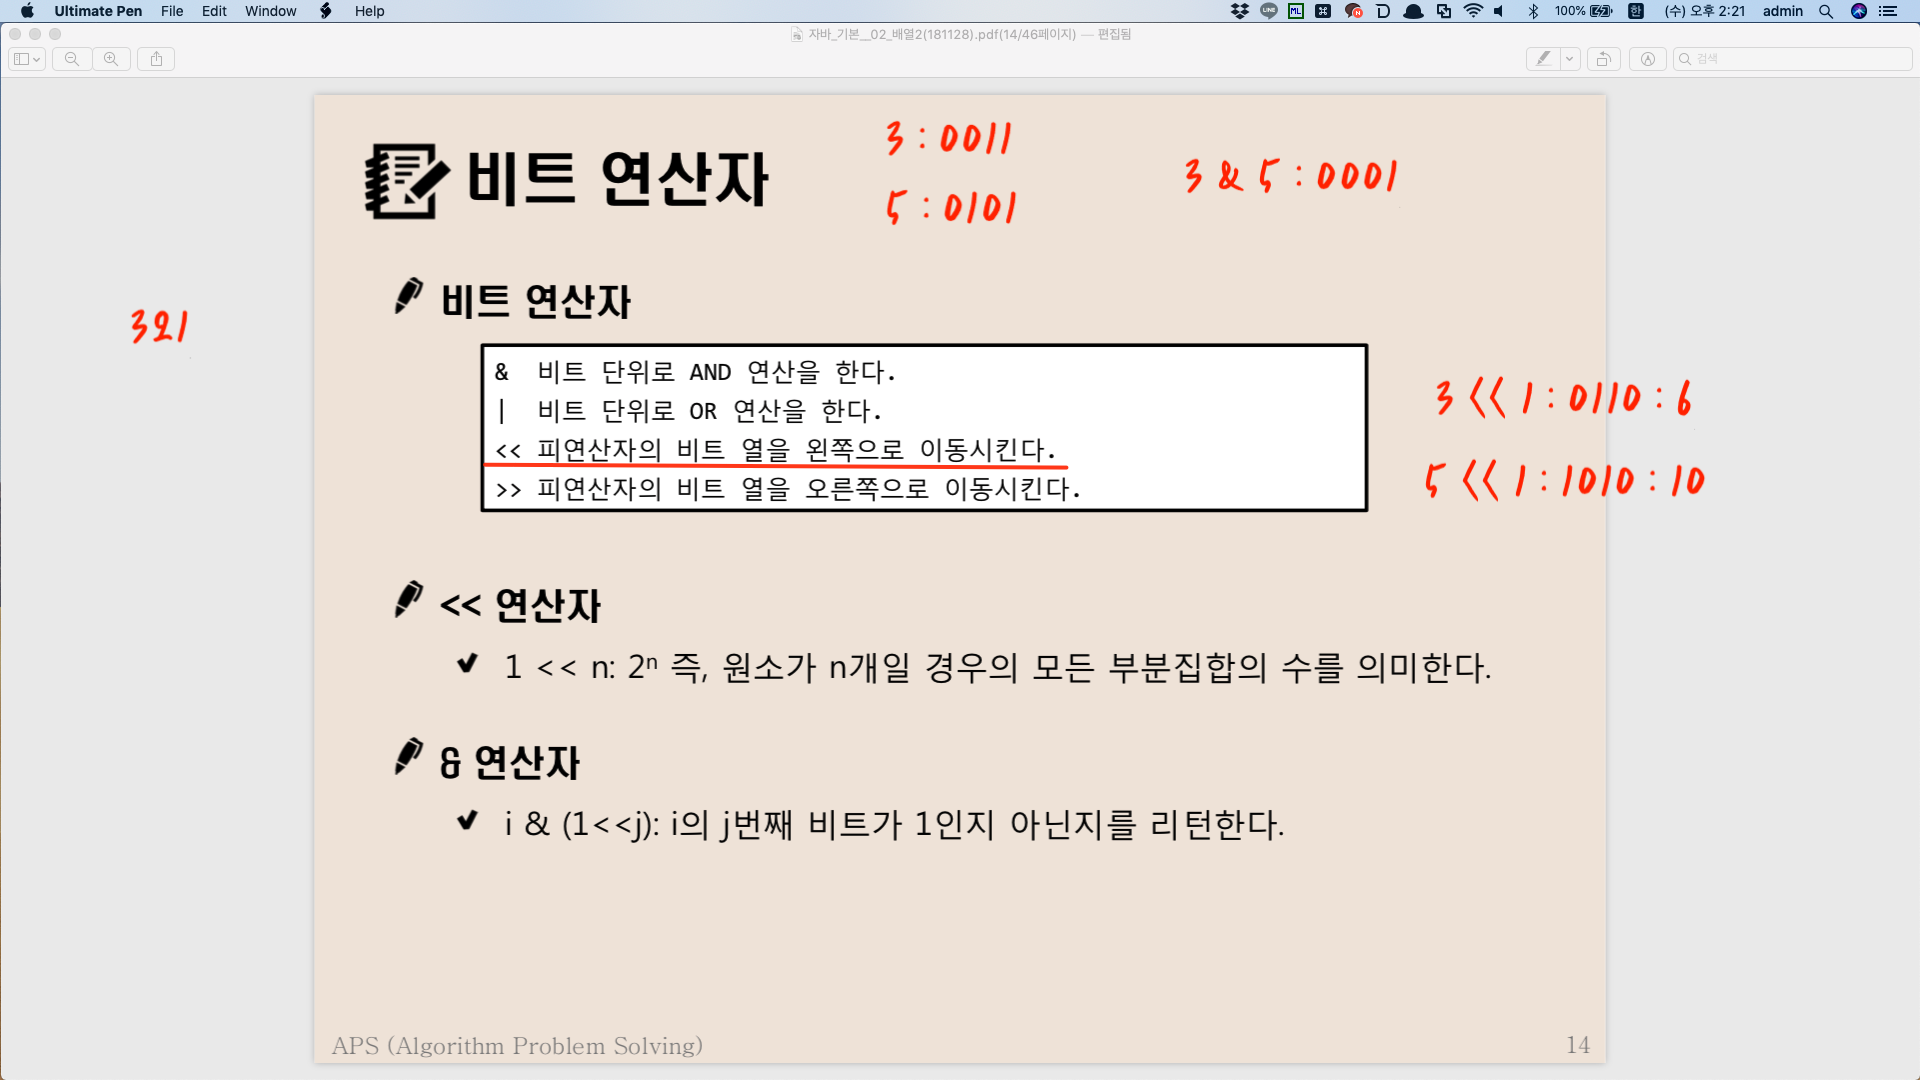 Ultimate Pen File Edit Window Help 100% 한 (수) 오후 2:21 admin
자바_기본__02_배열2(181128).pdf(14/46페이지) — 편집됨
검색
3 : 0011
3 & 5 : 0001
비트 연산자
5 : 0101
비트 연산자
321
& 비트 단위로 AND 연산을 한다.
| 비트 단위로 OR 연산을 한다.
<< 피연산자의 비트 열을 왼쪽으로 이동시킨다.
>> 피연산자의 비트 열을 오른쪽으로 이동시킨다.
3 << 1 : 0110 : 6
5 << 1 : 1010 : 10
<< 연산자
1 << n: 2ⁿ 즉, 원소가 n개일 경우의 모든 부분집합의 수를 의미한다.
& 연산자
i & (1<<j): i의 j번째 비트가 1인지 아닌지를 리턴한다.
APS (Algorithm Problem Solving)
14